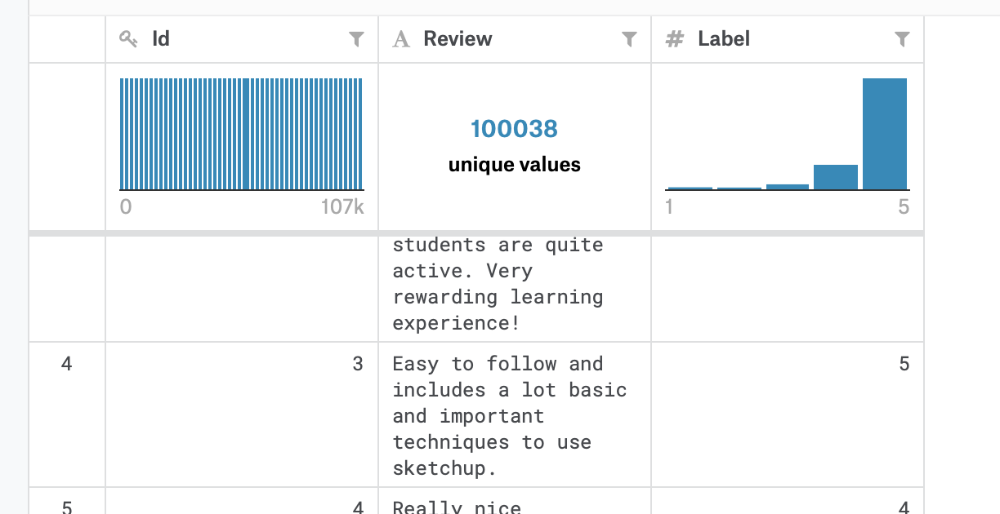 Id
Review
Label
100038
unique values
0
107k
1
5
students are quite
active. Very
rewarding learning
experience!
4
3
Easy to follow and
includes a lot basic
and important
techniques to use
sketchup.
5
5
4
Really nice
4